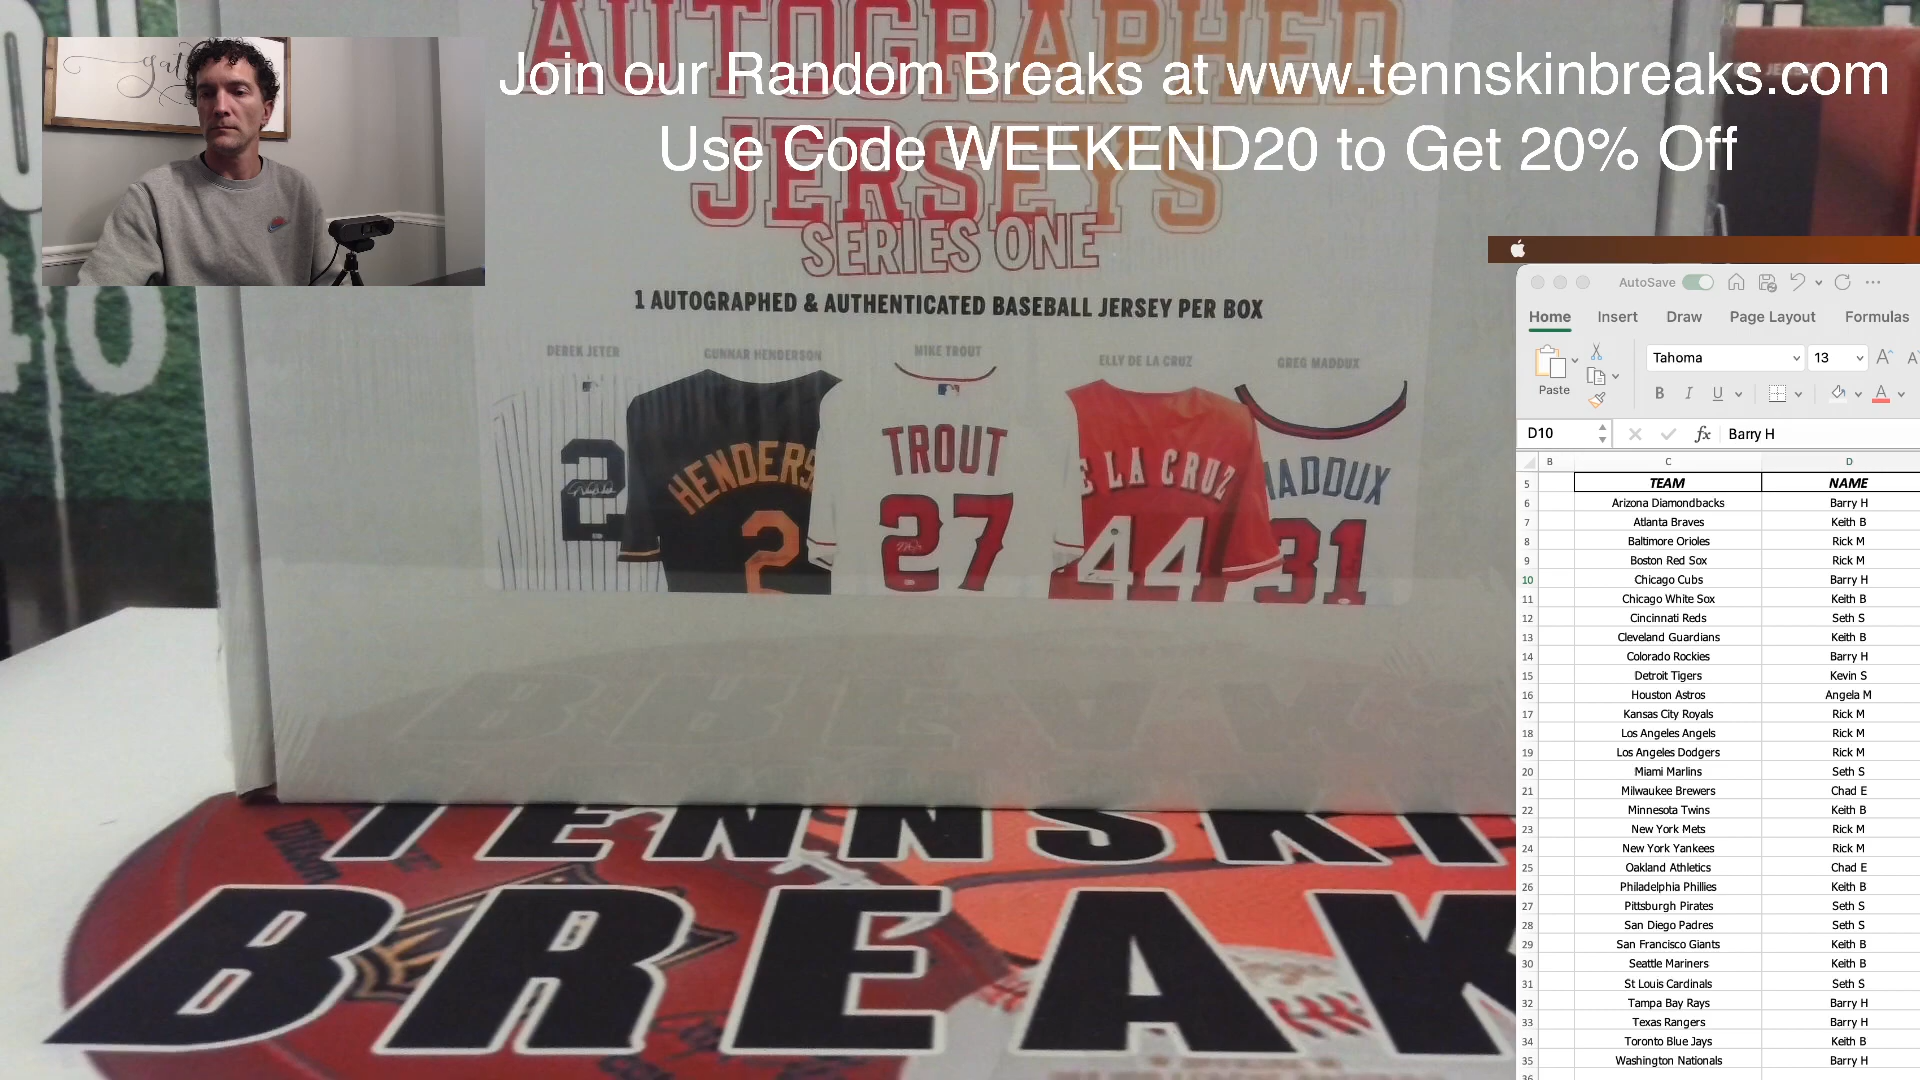 Join our Random Breaks at www.tennskinbreaks.com
Use Code WEEKEND20 to Get 20% Off
AUTOGRAPHED
JERSEYS
SERIES ONE
1 AUTOGRAPHED & AUTHENTICATED BASEBALL JERSEY PER BOX
DEREK JETER
GUNNAR HENDERSON
MIKE TROUT
ELLY DE LA CRUZ
GREG MADDUX
2
HENDERS
2
TROUT
27
E LA CRUZ
44
ADDUX
31
TENNSKI
BREAK
AutoSave
Home Insert Draw Page Layout Formulas
Paste
Tahoma 13
B I U
D10 fx Barry H
B C D
5 TEAM NAME
6 Arizona Diamondbacks Barry H
7 Atlanta Braves Keith B
8 Baltimore Orioles Rick M
9 Boston Red Sox Rick M
10 Chicago Cubs Barry H
11 Chicago White Sox Keith B
12 Cincinnati Reds Seth S
13 Cleveland Guardians Keith B
14 Colorado Rockies Barry H
15 Detroit Tigers Kevin S
16 Houston Astros Angela M
17 Kansas City Royals Rick M
18 Los Angeles Angels Rick M
19 Los Angeles Dodgers Rick M
20 Miami Marlins Seth S
21 Milwaukee Brewers Chad E
22 Minnesota Twins Keith B
23 New York Mets Rick M
24 New York Yankees Rick M
25 Oakland Athletics Chad E
26 Philadelphia Phillies Keith B
27 Pittsburgh Pirates Seth S
28 San Diego Padres Seth S
29 San Francisco Giants Keith B
30 Seattle Mariners Keith B
31 St Louis Cardinals Seth S
32 Tampa Bay Rays Barry H
33 Texas Rangers Barry H
34 Toronto Blue Jays Keith B
35 Washington Nationals Barry H